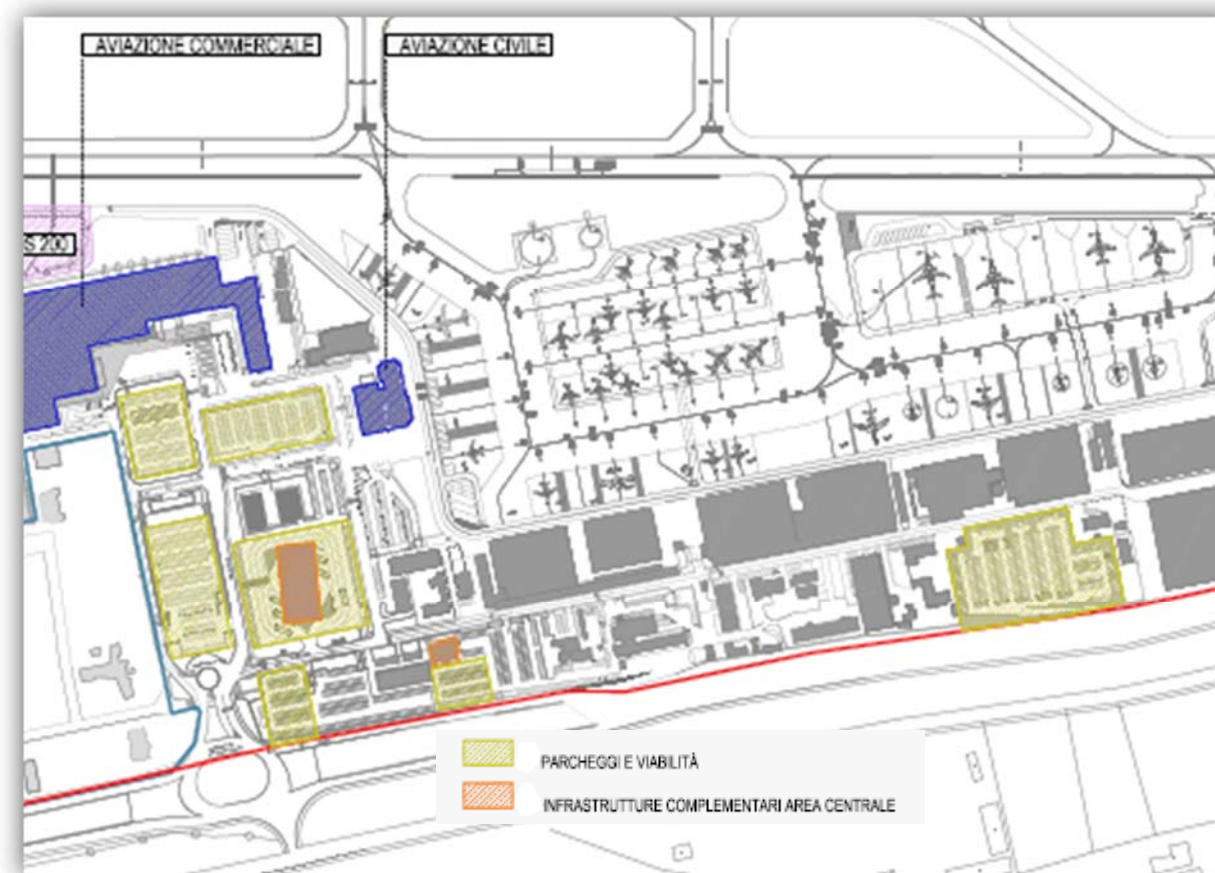 AVIAZIONE COMMERCIALE
AVIAZIONE CIVILE
S 200
PARCHEGGI E VIABILITÀ
INFRASTRUTTURE COMPLEMENTARI AREA CENTRALE